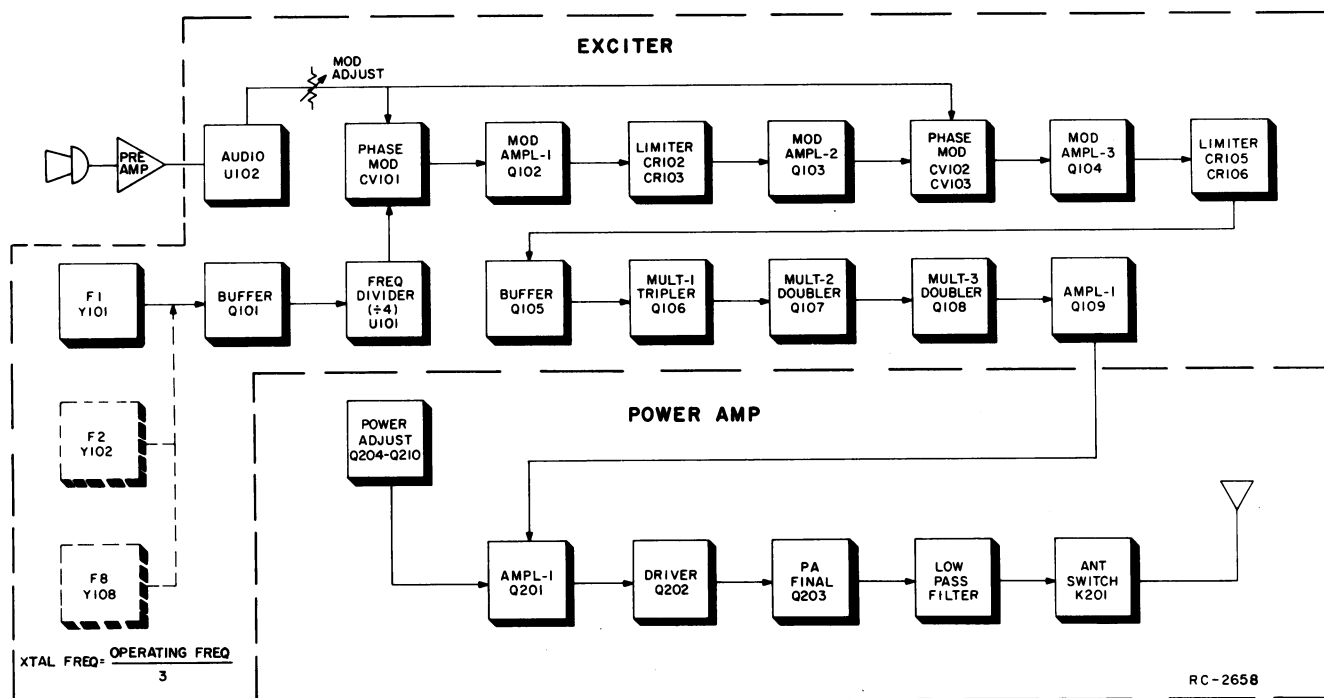 EXCITER
MOD
ADJUST
PRE
AMP
AUDIO
U102
PHASE
MOD
CV101
MOD
AMPL-1
Q102
LIMITER
CR102
CR103
MOD
AMPL-2
Q103
PHASE
MOD
CV102
CV103
MOD
AMPL-3
Q104
LIMITER
CR105
CR106
F1
Y101
BUFFER
Q101
FREQ
DIVIDER
(÷4)
U101
BUFFER
Q105
MULT-1
TRIPLER
Q106
MULT-2
DOUBLER
Q107
MULT-3
DOUBLER
Q108
AMPL-1
Q109
F2
Y102
F8
Y108
XTAL FREQ= OPERATING FREQ
3
POWER AMP
POWER
ADJUST
Q204-Q210
AMPL-1
Q201
DRIVER
Q202
PA
FINAL
Q203
LOW
PASS
FILTER
ANT
SWITCH
K201
RC-2658